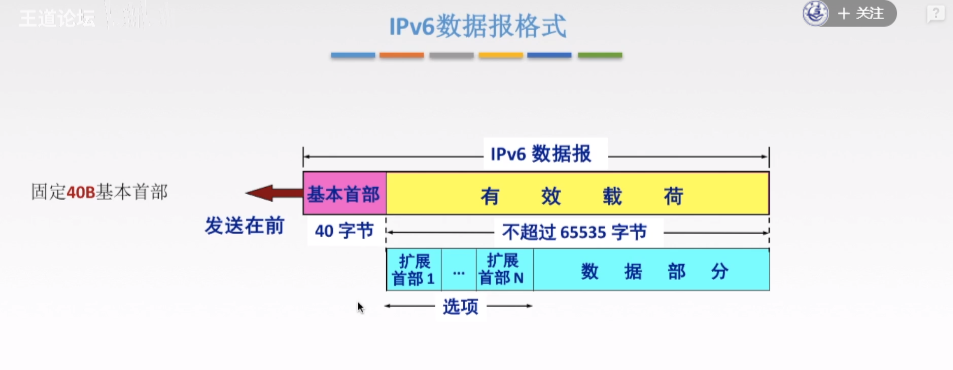 王道论坛
+ 关注
?
IPv6数据报格式
IPv6 数据报
固定40B基本首部
基本首部
有效载荷
发送在前
40 字节
不超过 65535 字节
扩展首部 1
...
扩展首部 N
数据部分
选项